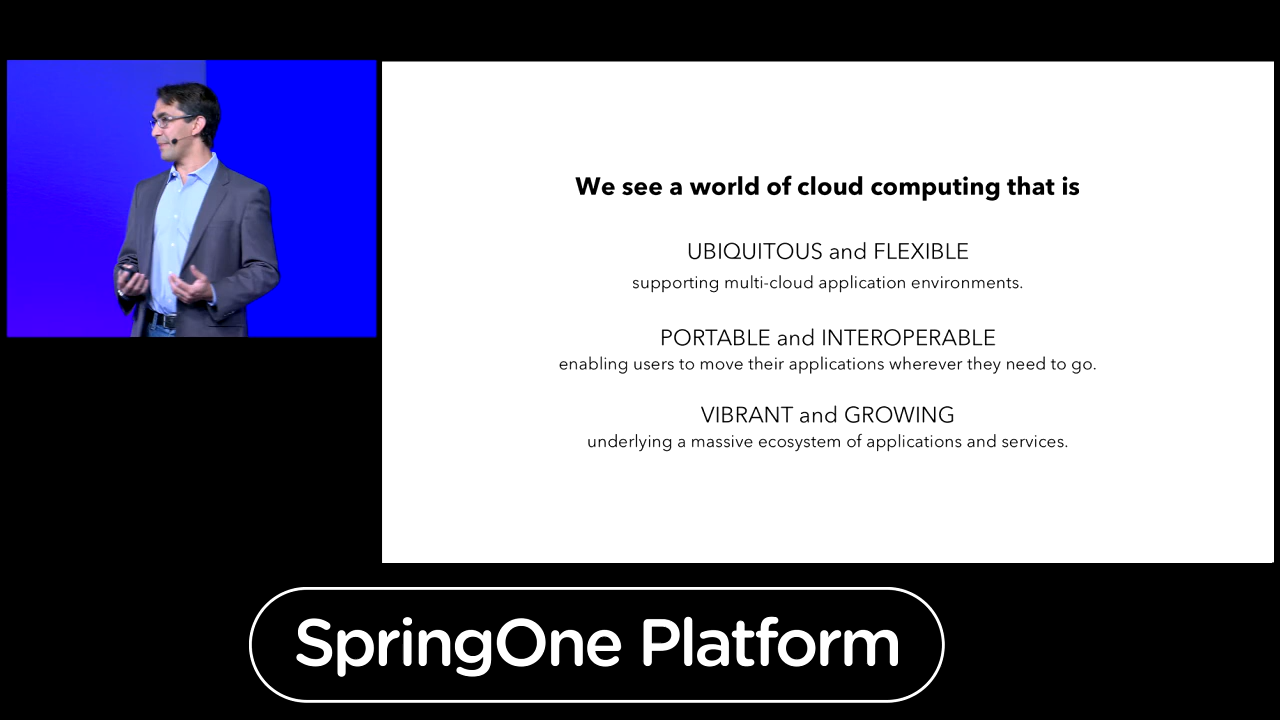 We see a world of cloud computing that is
UBIQUITOUS and FLEXIBLE
supporting multi-cloud application environments.
PORTABLE and INTEROPERABLE
enabling users to move their applications wherever they need to go.
VIBRANT and GROWING
underlying a massive ecosystem of applications and services.
SpringOne Platform